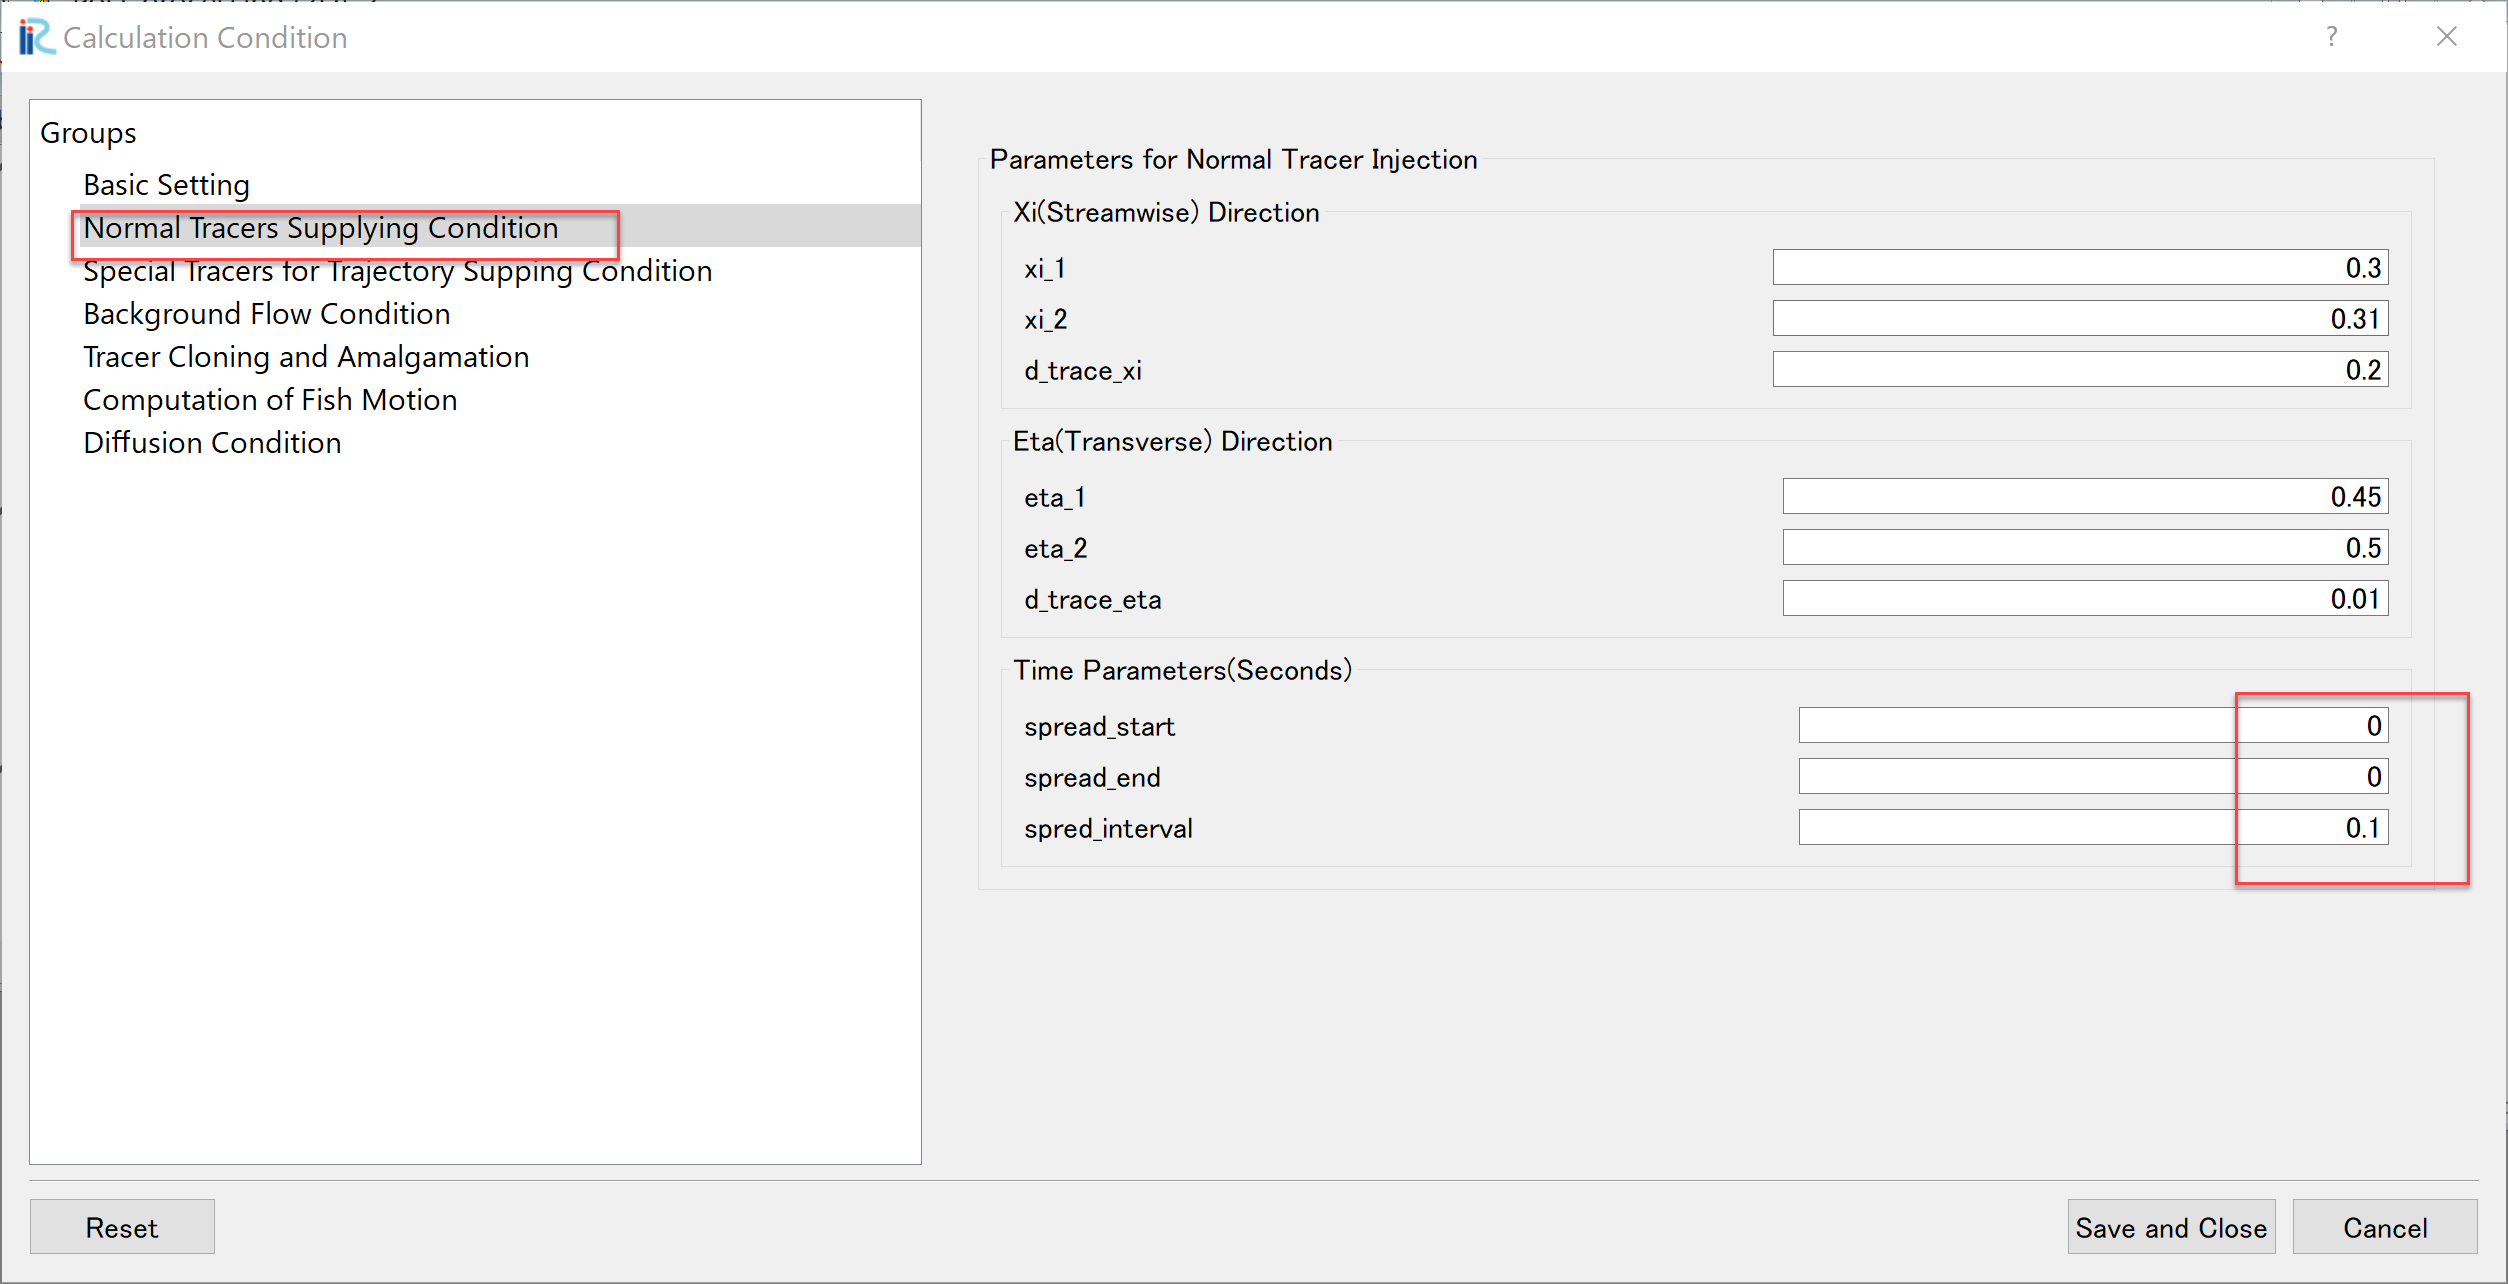 Calculation Condition
?
Groups
Basic Setting
Normal Tracers Supplying Condition
Special Tracers for Trajectory Supping Condition
Background Flow Condition
Tracer Cloning and Amalgamation
Computation of Fish Motion
Diffusion Condition
Parameters for Normal Tracer Injection
Xi(Streamwise) Direction
xi_1 0.3
xi_2 0.31
d_trace_xi 0.2
Eta(Transverse) Direction
eta_1 0.45
eta_2 0.5
d_trace_eta 0.01
Time Parameters(Seconds)
spread_start 0
spread_end 0
spred_interval 0.1
Reset
Save and Close
Cancel